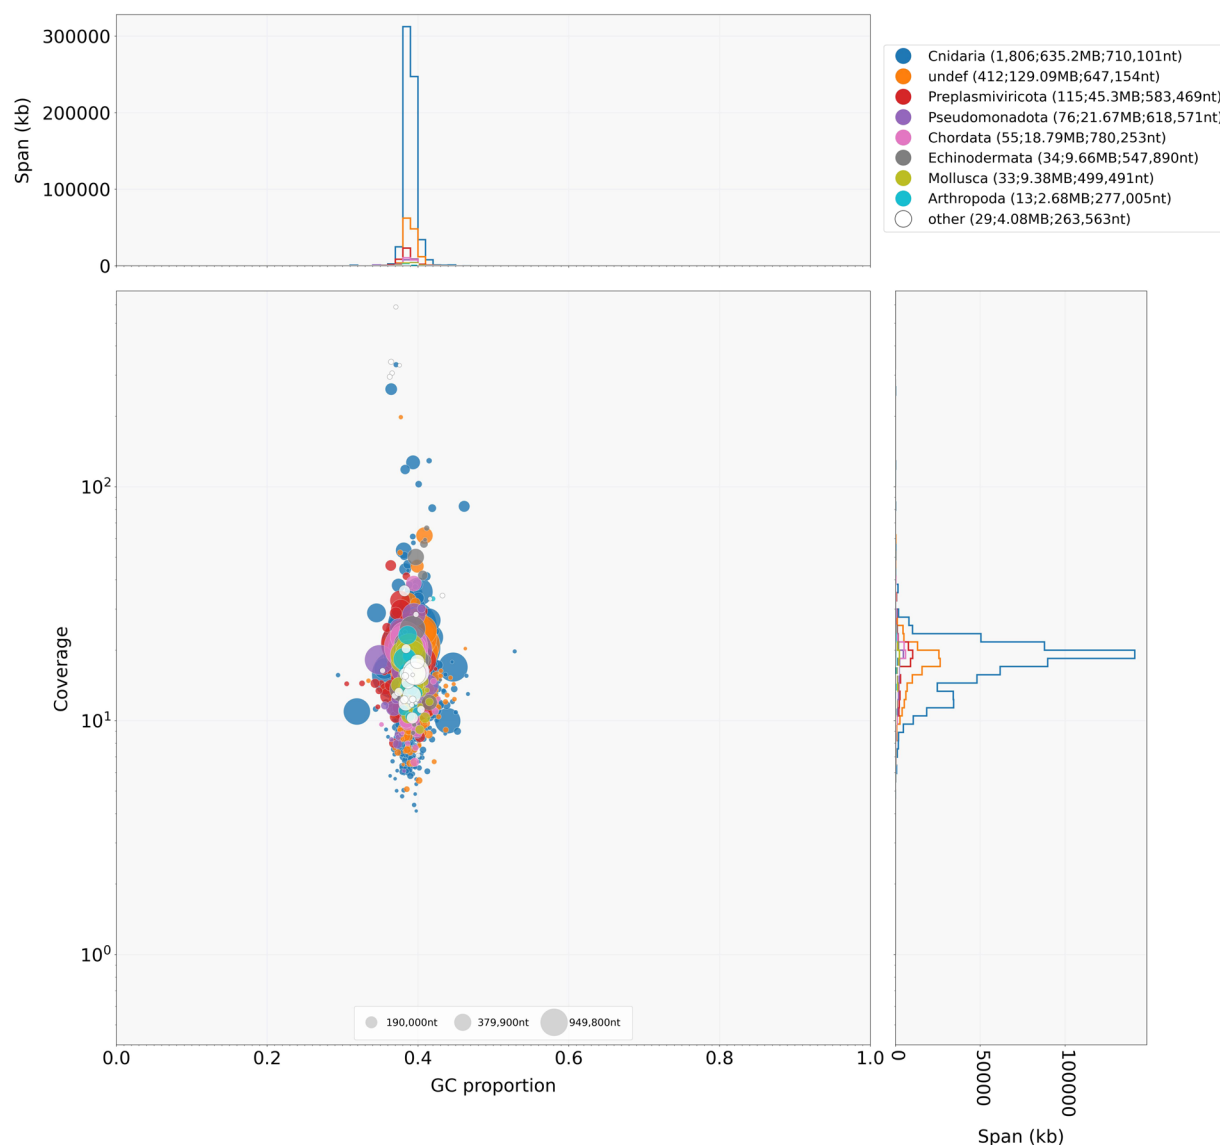 300000
200000
100000
0
Span (kb)
Cnidaria (1,806;635.2MB;710,101nt)
undef (412;129.09MB;647,154nt)
Preplasmiviricota (115;45.3MB;583,469nt)
Pseudomonadota (76;21.67MB;618,571nt)
Chordata (55;18.79MB;780,253nt)
Echinodermata (34;9.66MB;547,890nt)
Mollusca (33;9.38MB;499,491nt)
Arthropoda (13;2.68MB;277,005nt)
other (29;4.08MB;263,563nt)
10²
10¹
10⁰
Coverage
190,000nt
379,900nt
949,800nt
0.0
0.2
0.4
0.6
0.8
1.0
GC proportion
0
50000
100000
Span (kb)